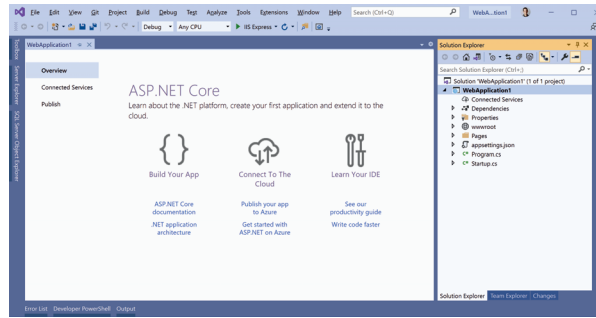 File Edit View Git Project Build Debug Test Analyze Tools Extensions Window Help Search (Ctrl+Q) WebA...tion1
Debug Any CPU IIS Express
WebApplication1
Toolbox
Server Explorer
SQL Server Object Explorer
Overview
Connected Services
Publish
ASP.NET Core
Learn about the .NET platform, create your first application and extend it to the
cloud.
Build Your App
ASP.NET Core
documentation
.NET application
architecture
Connect To The
Cloud
Publish your app
to Azure
Get started with
ASP.NET on Azure
Learn Your IDE
See our
productivity guide
Write code faster
Solution Explorer
Search Solution Explorer (Ctrl+;)
Solution 'WebApplication1' (1 of 1 project)
WebApplication1
Connected Services
Dependencies
Properties
wwwroot
Pages
appsettings.json
C# Program.cs
C# Startup.cs
Solution Explorer Team Explorer Changes
Error List Developer PowerShell Output